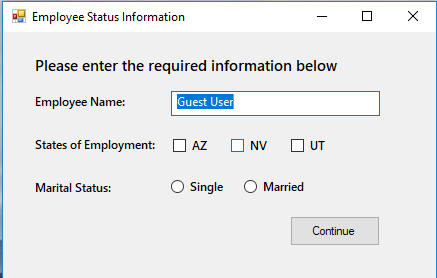 Employee Status Information
Please enter the required information below
Employee Name: Guest User
States of Employment: AZ NV UT
Marital Status: Single Married
Continue